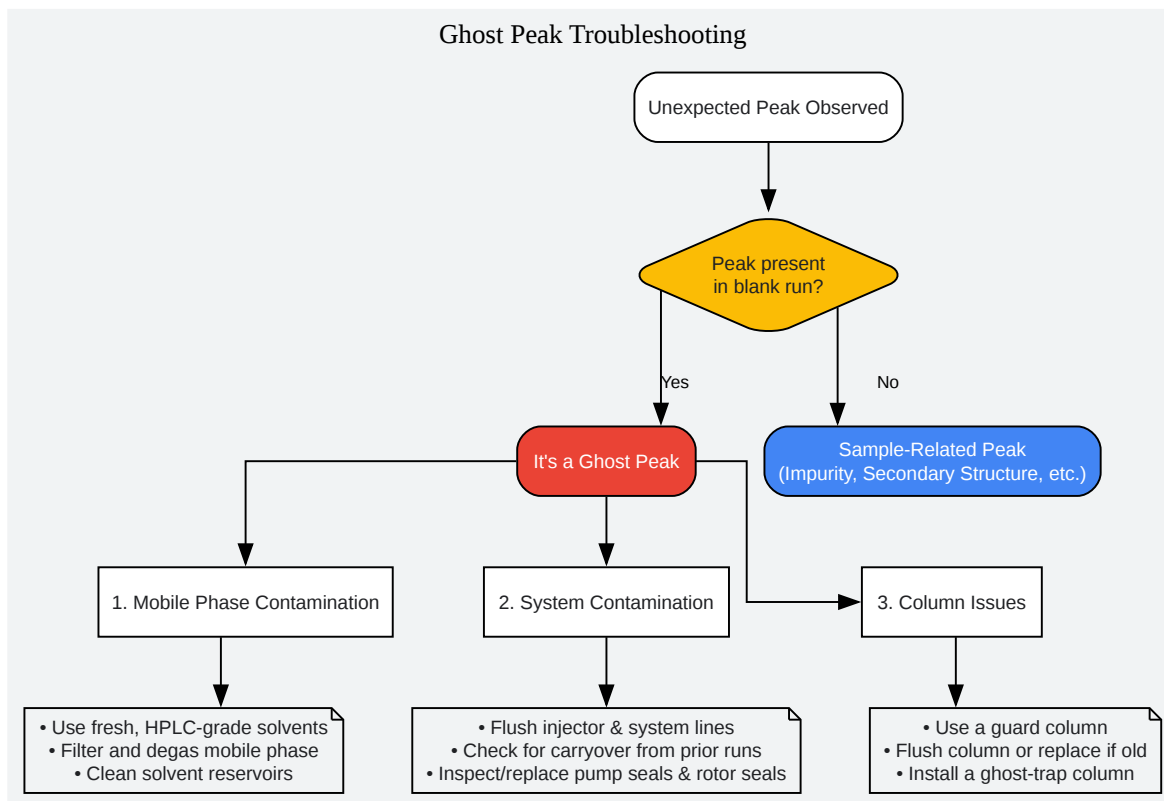 Ghost Peak Troubleshooting
Unexpected Peak Observed
Peak present
in blank run?
Yes
No
It's a Ghost Peak
Sample-Related Peak
(Impurity, Secondary Structure, etc.)
1. Mobile Phase Contamination
2. System Contamination
3. Column Issues
• Use fresh, HPLC-grade solvents
• Filter and degas mobile phase
• Clean solvent reservoirs
• Flush injector & system lines
• Check for carryover from prior runs
• Inspect/replace pump seals & rotor seals
• Use a guard column
• Flush column or replace if old
• Install a ghost-trap column